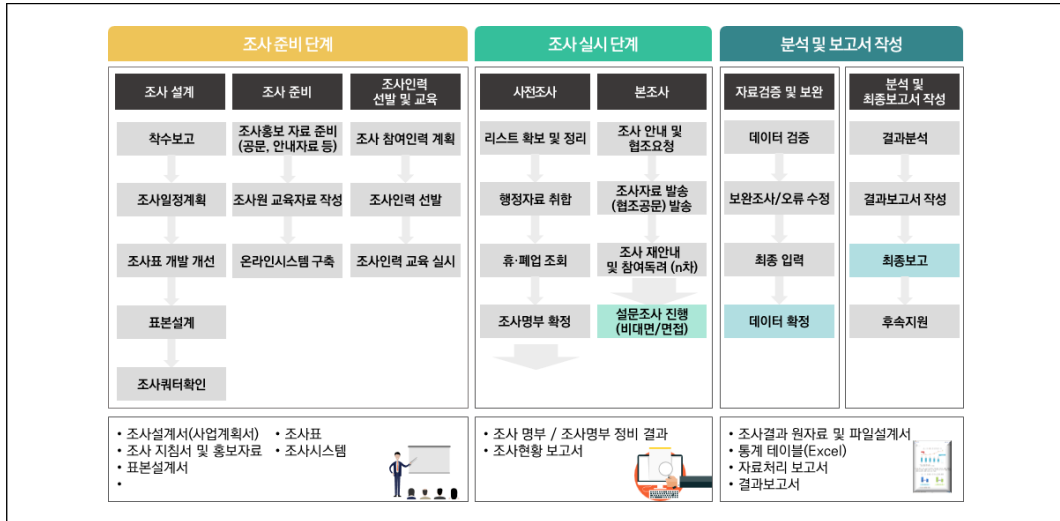 조사 준비 단계
조사 실시 단계
분석 및 보고서 작성
조사 설계
조사 준비
조사인력
선발 및 교육
사전조사
본조사
자료검증 및 보완
분석 및
최종보고서 작성
착수보고
조사일정계획
조사표 개발 개선
표본설계
조사쿼터확인
조사홍보 자료 준비
(공문, 안내자료 등)
조사원 교육자료 작성
온라인시스템 구축
조사 참여인력 계획
조사인력 선발
조사인력 교육 실시
리스트 확보 및 정리
행정자료 취합
휴·폐업 조회
조사명부 확정
조사 안내 및
협조요청
조사자료 발송
(협조공문) 발송
조사 재안내
및 참여독려 (n차)
설문조사 진행
(비대면/면접)
데이터 검증
보완조사/오류 수정
최종 입력
데이터 확정
결과분석
결과보고서 작성
최종보고
후속지원
• 조사설계서(사업계획서)
• 조사 지침서 및 홍보자료
• 표본설계서
•
• 조사표
• 조사시스템
• 조사 명부 / 조사명부 정비 결과
• 조사현황 보고서
• 조사결과 원자료 및 파일설계서
• 통계 테이블(Excel)
• 자료처리 보고서
• 결과보고서